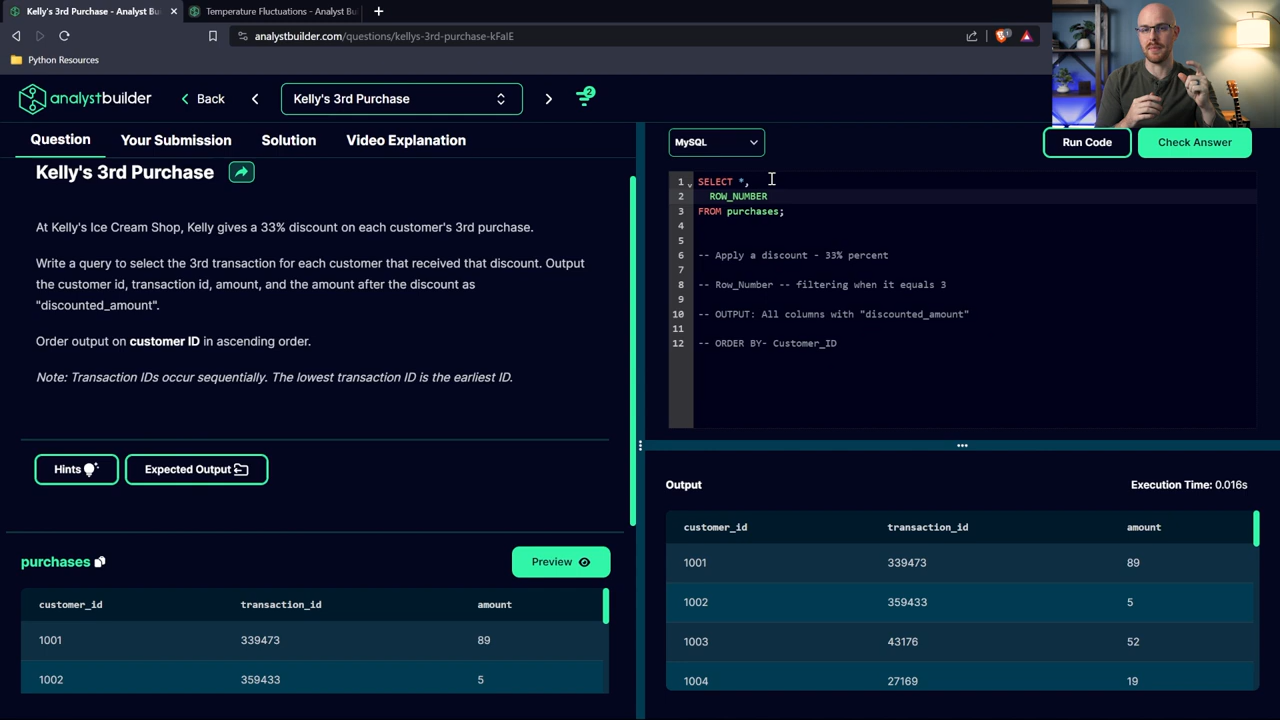 Kelly's 3rd Purchase - Analyst Bu
Temperature Fluctuations - Analyst Bu
analystbuilder.com/questions/kellys-3rd-purchase-kFaIE
1
Python Resources
analystbuilder
Back
Kelly's 3rd Purchase
2
Question
Your Submission
Solution
Video Explanation
MySQL
Run Code
Check Answer
Kelly's 3rd Purchase
At Kelly's Ice Cream Shop, Kelly gives a 33% discount on each customer's 3rd purchase.
Write a query to select the 3rd transaction for each customer that received that discount. Output
the customer id, transaction id, amount, and the amount after the discount as
"discounted_amount".
Order output on customer ID in ascending order.
Note: Transaction IDs occur sequentially. The lowest transaction ID is the earliest ID.
Hints
Expected Output
purchases
Preview
customer_id transaction_id amount
1001 339473 89
1002 359433 5
1 SELECT *,
2 ROW_NUMBER
3 FROM purchases;
4
5
6 -- Apply a discount - 33% percent
7
8 -- Row_Number -- filtering when it equals 3
9
10 -- OUTPUT: All columns with "discounted_amount"
11
12 -- ORDER BY- Customer_ID
Output
Execution Time: 0.016s
customer_id transaction_id amount
1001 339473 89
1002 359433 5
1003 43176 52
1004 27169 19